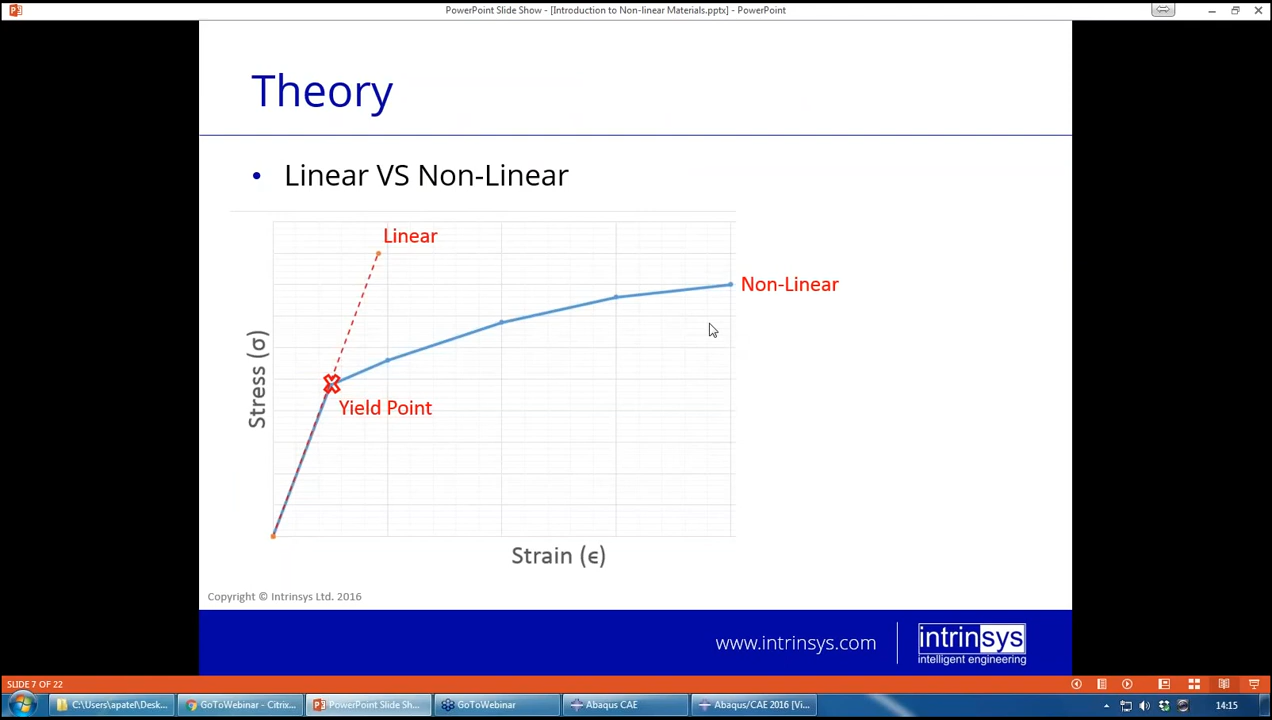 PowerPoint Slide Show - [Introduction to Non-linear Materials.pptx] - PowerPoint
Theory
• Linear VS Non-Linear
Linear
Non-Linear
Yield Point
Stress (σ)
Strain (ϵ)
Copyright © Intrinsys Ltd. 2016
www.intrinsys.com
intrinsys
intelligent engineering
SLIDE 7 OF 22
C:\Users\apatel\Desk...
GoToWebinar - Citrix...
PowerPoint Slide Sh...
GoToWebinar
Abaqus CAE
Abaqus/CAE 2016 [Vi...
14:15